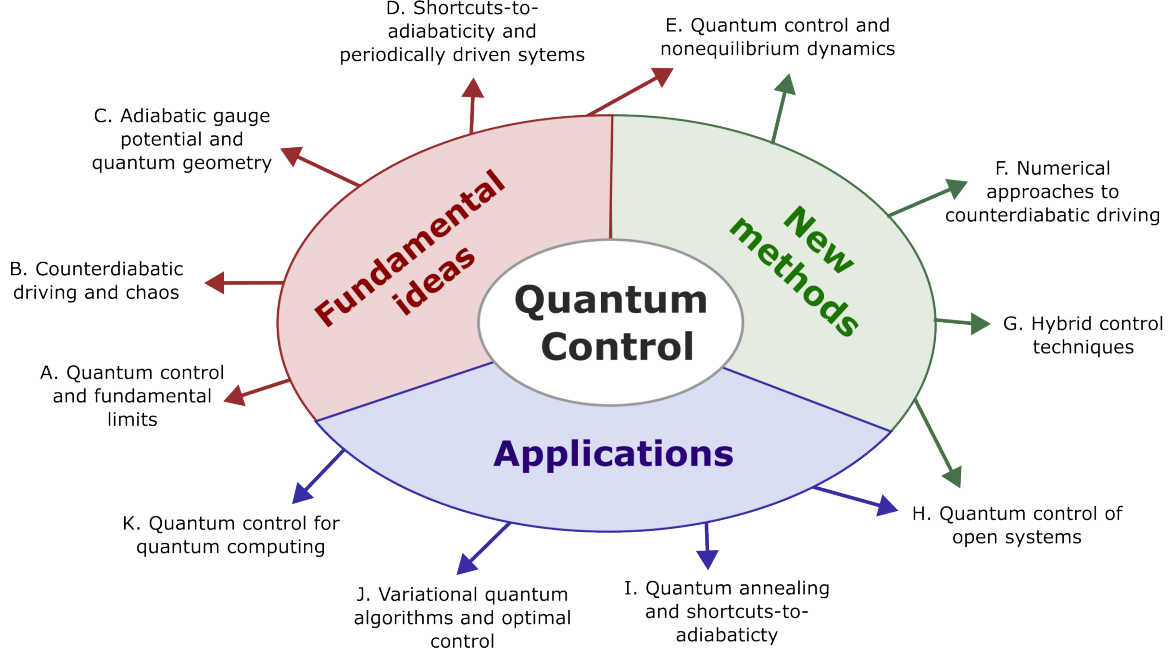 D. Shortcuts-to-
adiabaticity and
periodically driven sytems
E. Quantum control and
nonequilibrium dynamics
C. Adiabatic gauge
potential and
quantum geometry
F. Numerical
approaches to
counterdiabatic driving
B. Counterdiabatic
driving and chaos
G. Hybrid control
techniques
A. Quantum control
and fundamental
limits
Fundamental
ideas
New
methods
Quantum
Control
Applications
K. Quantum control for
quantum computing
H. Quantum control of
open systems
J. Variational quantum
algorithms and optimal
control
I. Quantum annealing
and shortcuts-to-
adiabaticty